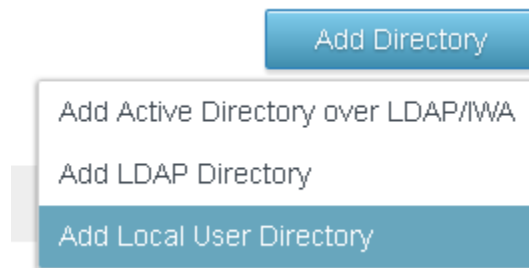 Add Directory
Add Active Directory over LDAP/IWA
Add LDAP Directory
Add Local User Directory